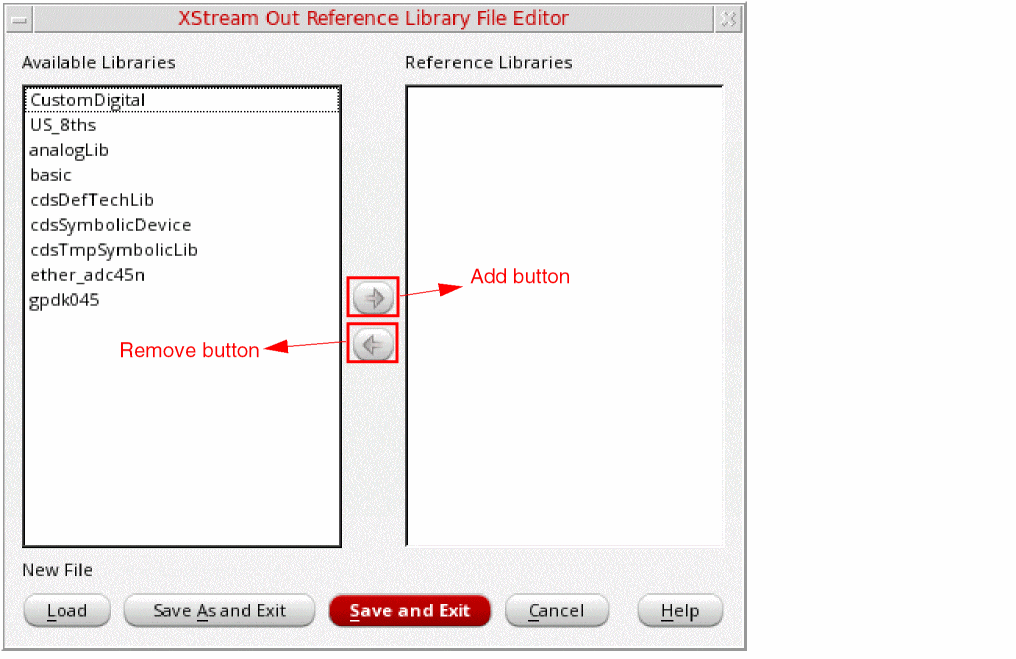 XStream Out Reference Library File Editor
Available Libraries
Reference Libraries
CustomDigital
US_8ths
analogLib
basic
cdsDefTechLib
cdsSymbolicDevice
cdsTmpSymbolicLib
ether_adc45n
gpdk045
Add button
Remove button
New File
Load
Save As and Exit
Save and Exit
Cancel
Help